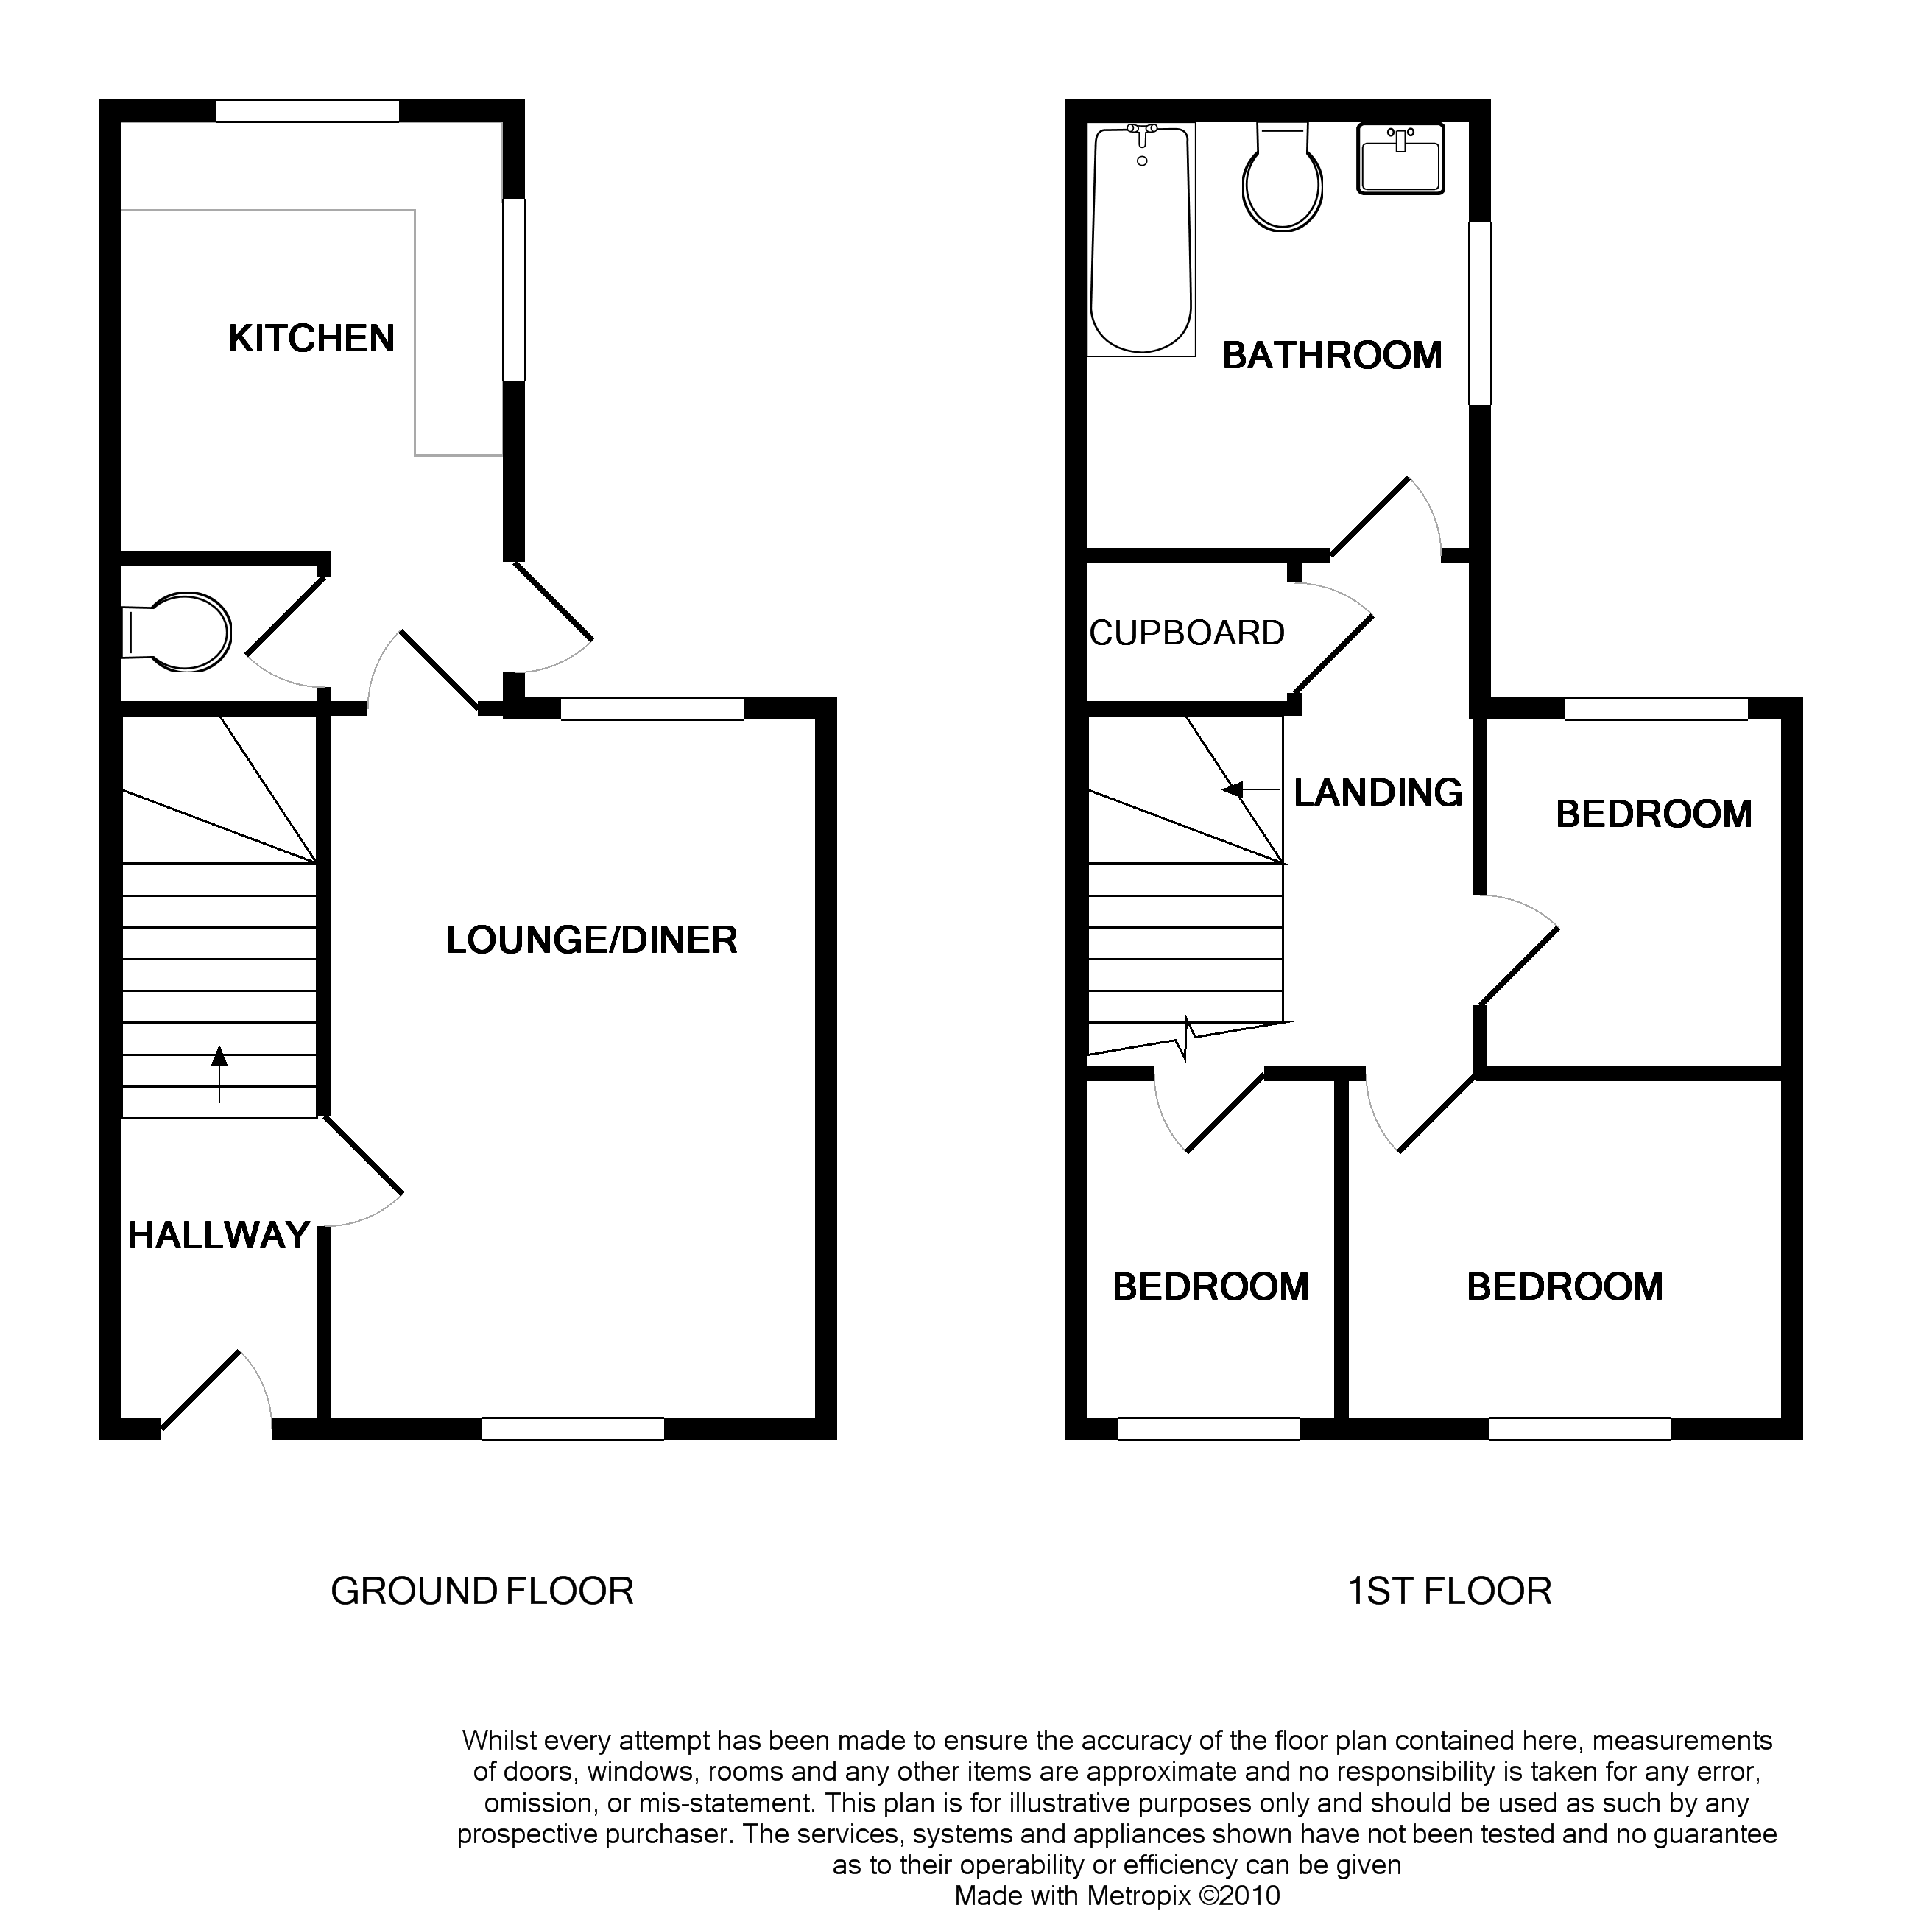 KITCHEN
BATHROOM
CUPBOARD
LANDING
BEDROOM
LOUNGE/DINER
HALLWAY
BEDROOM
BEDROOM
GROUND FLOOR
1ST FLOOR
Whilst every attempt has been made to ensure the accuracy of the floor plan contained here, measurements
of doors, windows, rooms and any other items are approximate and no responsibility is taken for any error,
omission, or mis-statement. This plan is for illustrative purposes only and should be used as such by any
prospective purchaser. The services, systems and appliances shown have not been tested and no guarantee
as to their operability or efficiency can be given
Made with Metropix ©2010